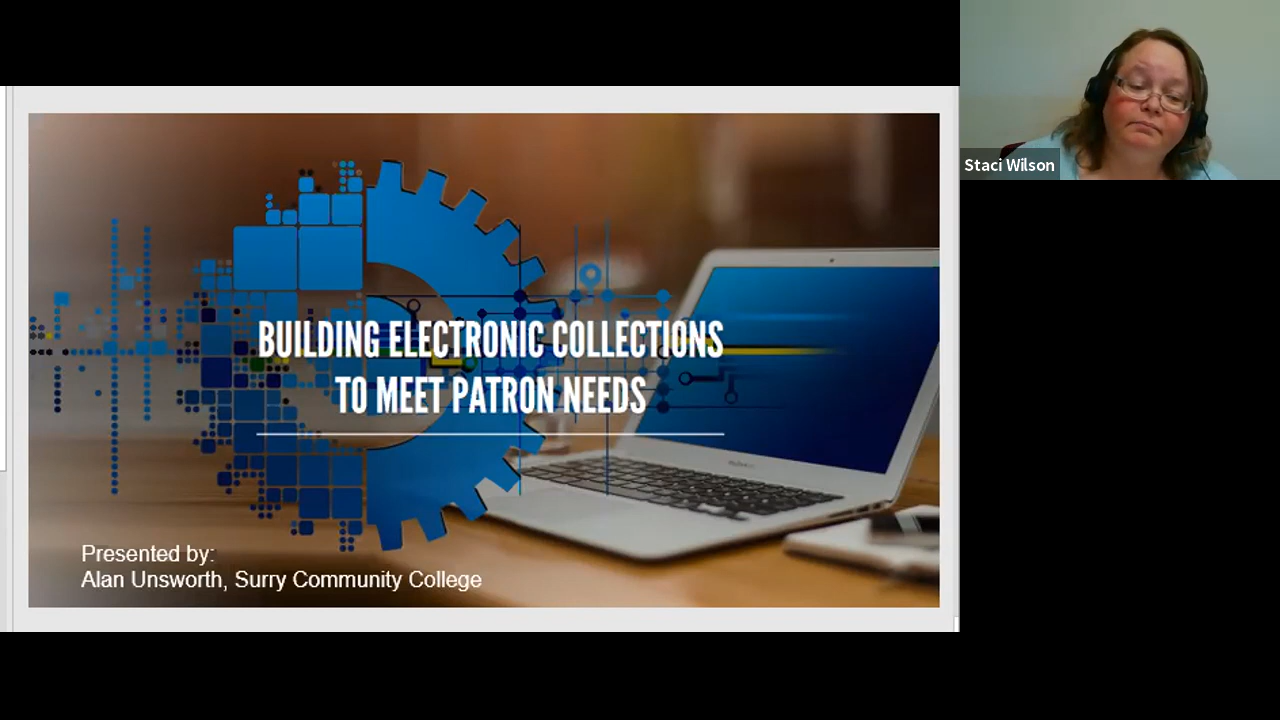 BUILDING ELECTRONIC COLLECTIONS
TO MEET PATRON NEEDS
Presented by:
Alan Unsworth, Surry Community College
Staci Wilson